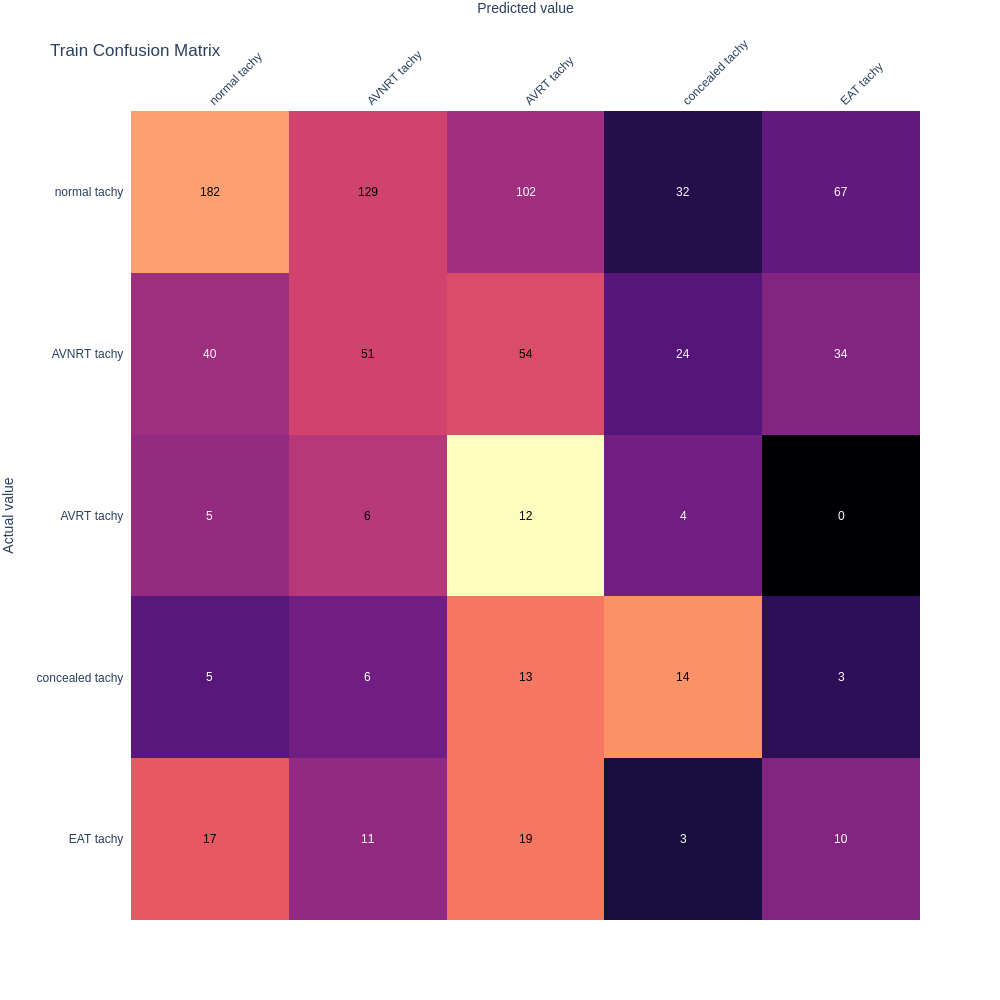 Predicted value
Train Confusion Matrix
normal tachy
AVNRT tachy
AVRT tachy
concealed tachy
EAT tachy
normal tachy 182 129 102 32 67
AVNRT tachy 40 51 54 24 34
Actual value
AVRT tachy 5 6 12 4 0
concealed tachy 5 6 13 14 3
EAT tachy 17 11 19 3 10